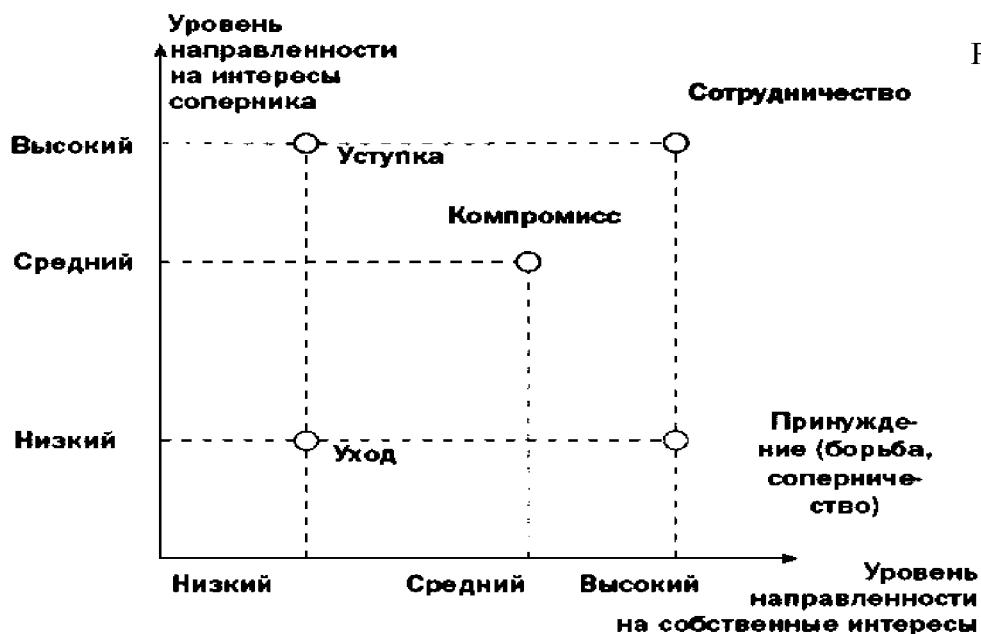 Уровень
направленности
на интересы
соперника
Сотрудничество
Высокий
Уступка
Компромисс
Средний
Низкий
Уход
Принужде-
ние (борьба,
соперниче-
ство)
Низкий
Средний
Высокий
Уровень
направленности
на собственные интересы